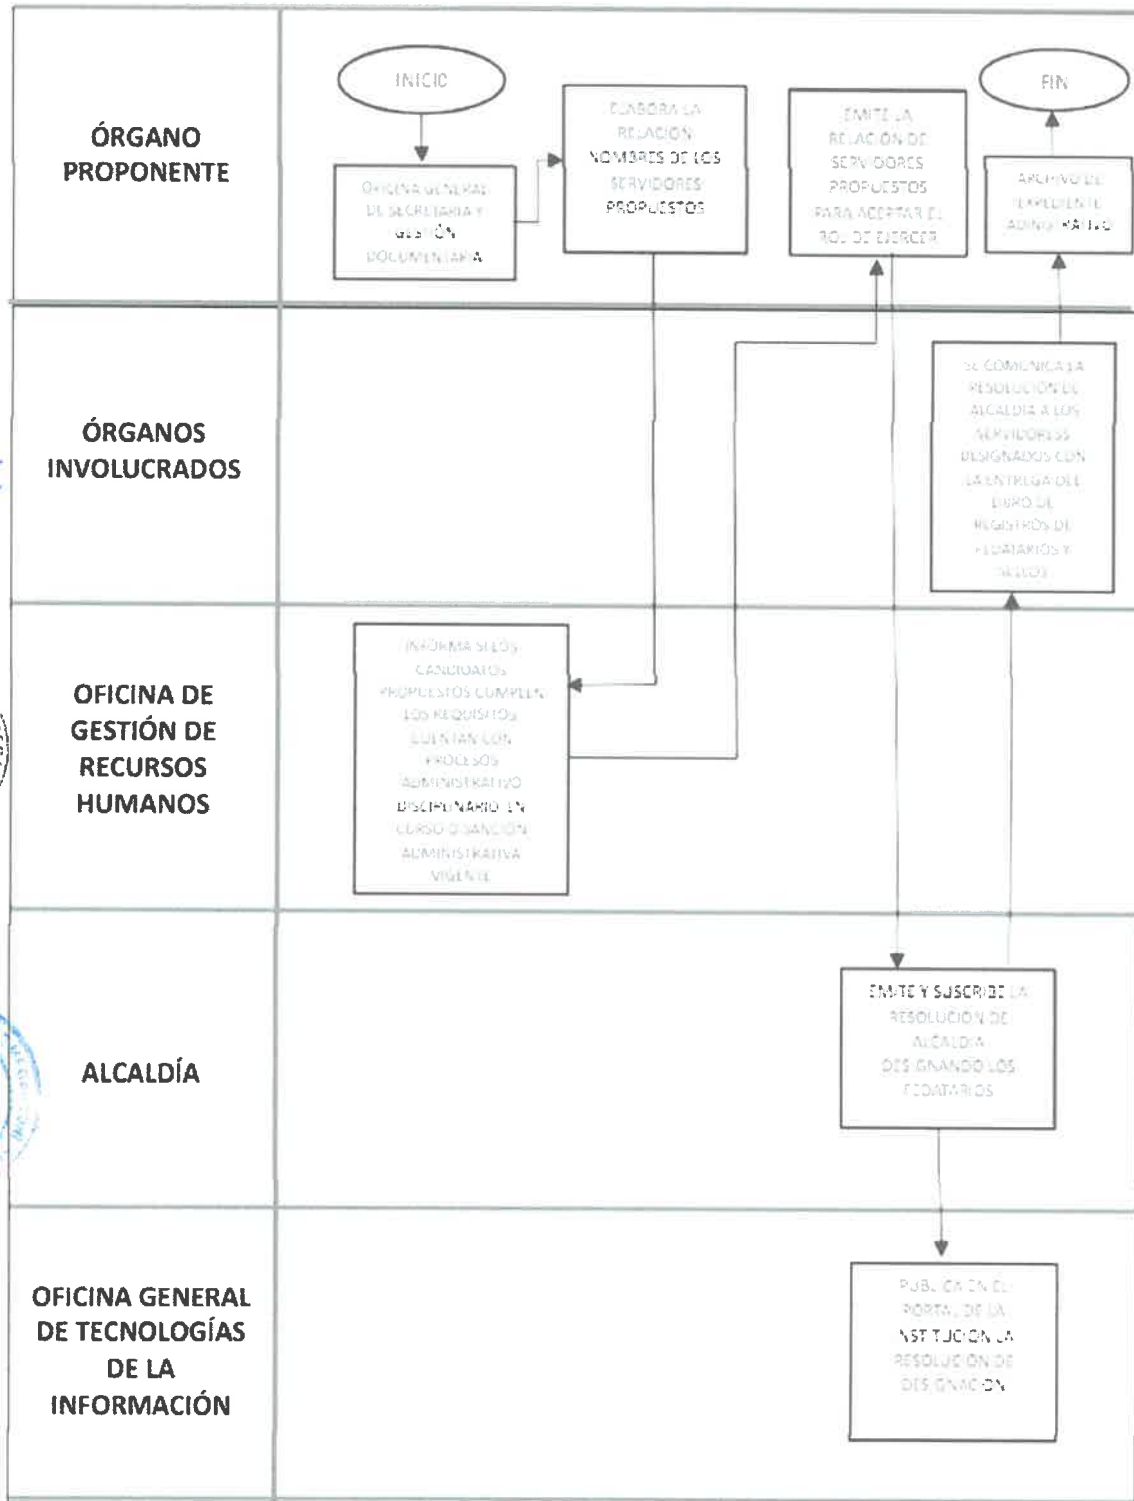 ÓRGANO
PROPONENTE
INICIO
OFICINA GENERAL
DE SECRETARIA Y
GESTIÓN
DOCUMENTARIA
ELABORA LA
RELACIÓN
NOMBRES DE LOS
SERVIDORES
PROPUESTOS
EMITE LA
RELACIÓN DE
SERVIDORES
PROPUESTOS
PARA ACEPTAR EL
ROL DE EJERCER
FIN
ARCHIVO DE
EXPEDIENTE
ADINISTRATIVO
ÓRGANOS
INVOLUCRADOS
SE COMUNICA LA
RESOLUCIÓN DE
ALCALDÍA A LOS
SERVIDORESS
DESIGNADOS CON
LA ENTREGA DEL
LIBRO DE
REGISTROS DE
FEDATARIOS Y
SELLOS
OFICINA DE
GESTIÓN DE
RECURSOS
HUMANOS
INFORMA SI LOS
CANDIDATOS
PROPUESTOS CUMPLEN
LOS REQUISITOS
CUENTAN CON
PROCESOS
ADMINISTRATIVO
DISCIPLINARIO EN
CURSO O SANCIÓN
ADMINISTRATIVA
VIGENTE
ALCALDÍA
EMITE Y SUSCRIBE LA
RESOLUCIÓN DE
ALCALDÍA
DESIGNANDO LOS
FEDATARIOS
OFICINA GENERAL
DE TECNOLOGÍAS
DE LA
INFORMACIÓN
PUBLICA EN EL
PORTAL DE LA
INSTITUCIÓN LA
RESOLUCIÓN DE
DESIGNACIÓN